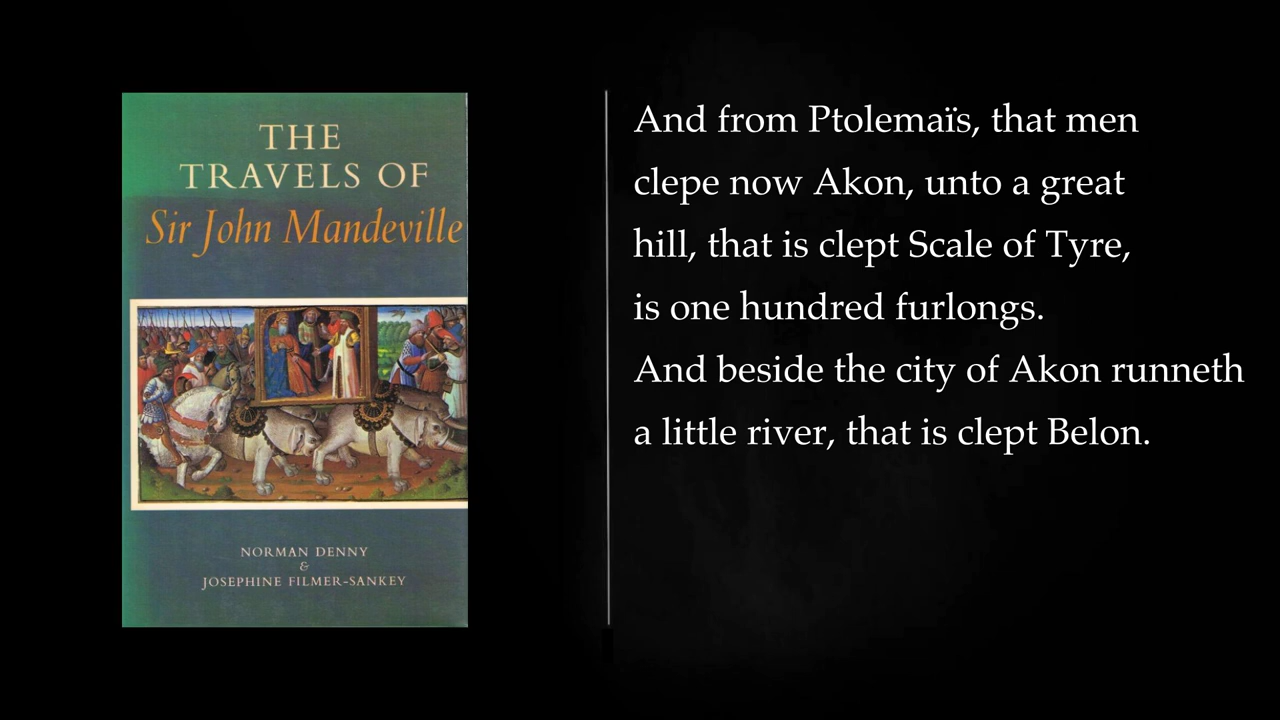 THE
TRAVELS OF
Sir John Mandeville
NORMAN DENNY
&
JOSEPHINE FILMER-SANKEY
And from Ptolemaïs, that men
clepe now Akon, unto a great
hill, that is clept Scale of Tyre,
is one hundred furlongs.
And beside the city of Akon runneth
a little river, that is clept Belon.